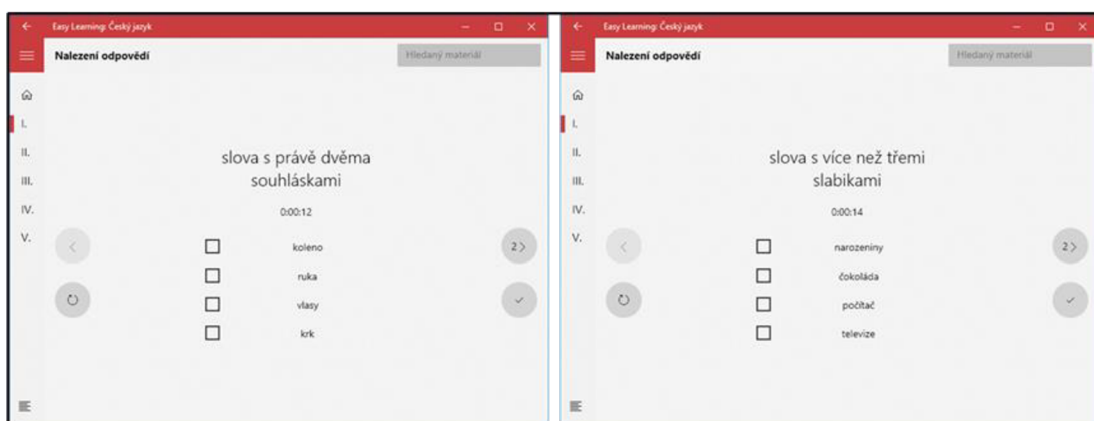 Easy Learning: Český jazyk
Nalezení odpovědí
Hledaný materiál
I.
II.
III.
IV.
V.
slova s právě dvěma
souhláskami
0:00:12
koleno
ruka
vlasy
krk
2
Easy Learning: Český jazyk
Nalezení odpovědí
Hledaný materiál
I.
II.
III.
IV.
V.
slova s více než třemi
slabikami
0:00:14
narozeniny
čokoláda
počítač
televize
2